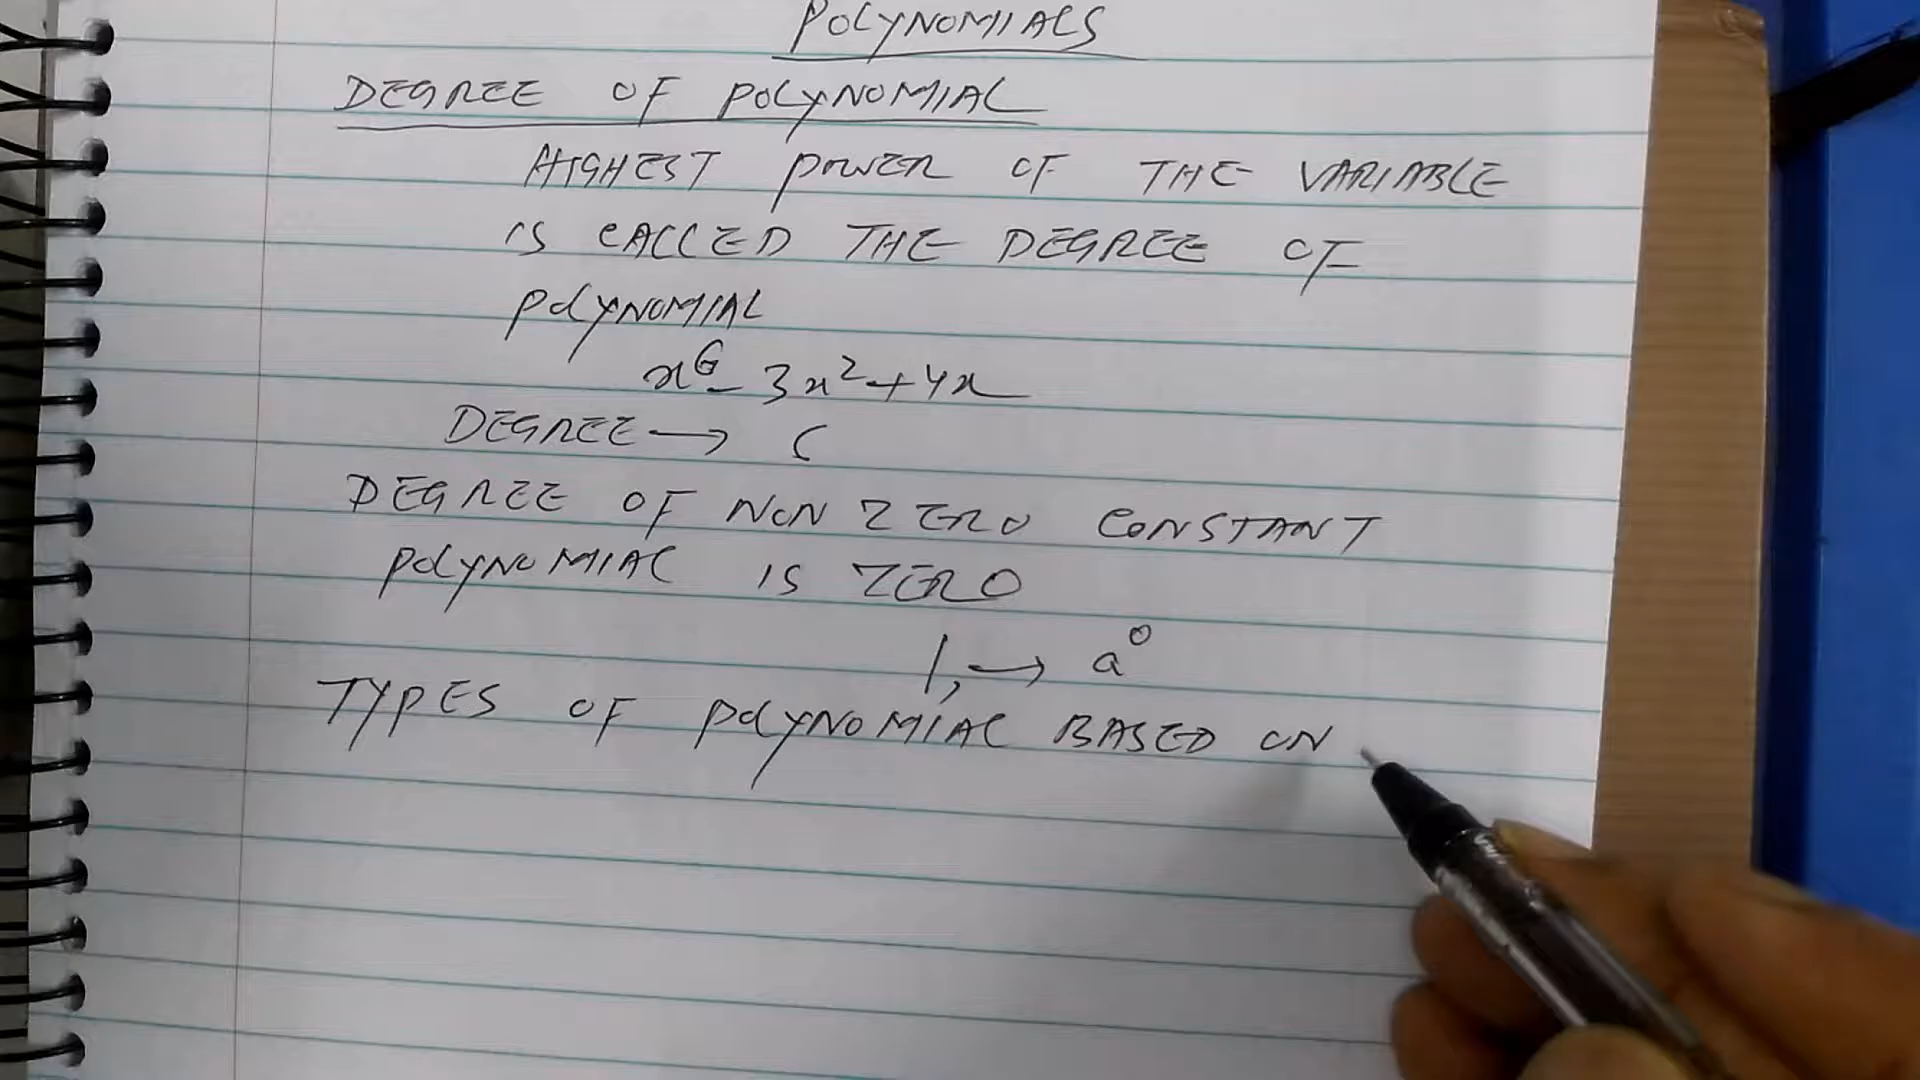 POLYNOMIALS
DEGREE OF POLYNOMIAL
HIGHEST POWER OF THE VARIABLE
IS CALLED THE DEGREE OF
POLYNOMIAL
x⁶ - 3x² + 4x
DEGREE → 6
DEGREE OF NON ZERO CONSTANT
POLYNOMIAL IS ZERO
1, → a⁰
TYPES OF POLYNOMIAL BASED ON